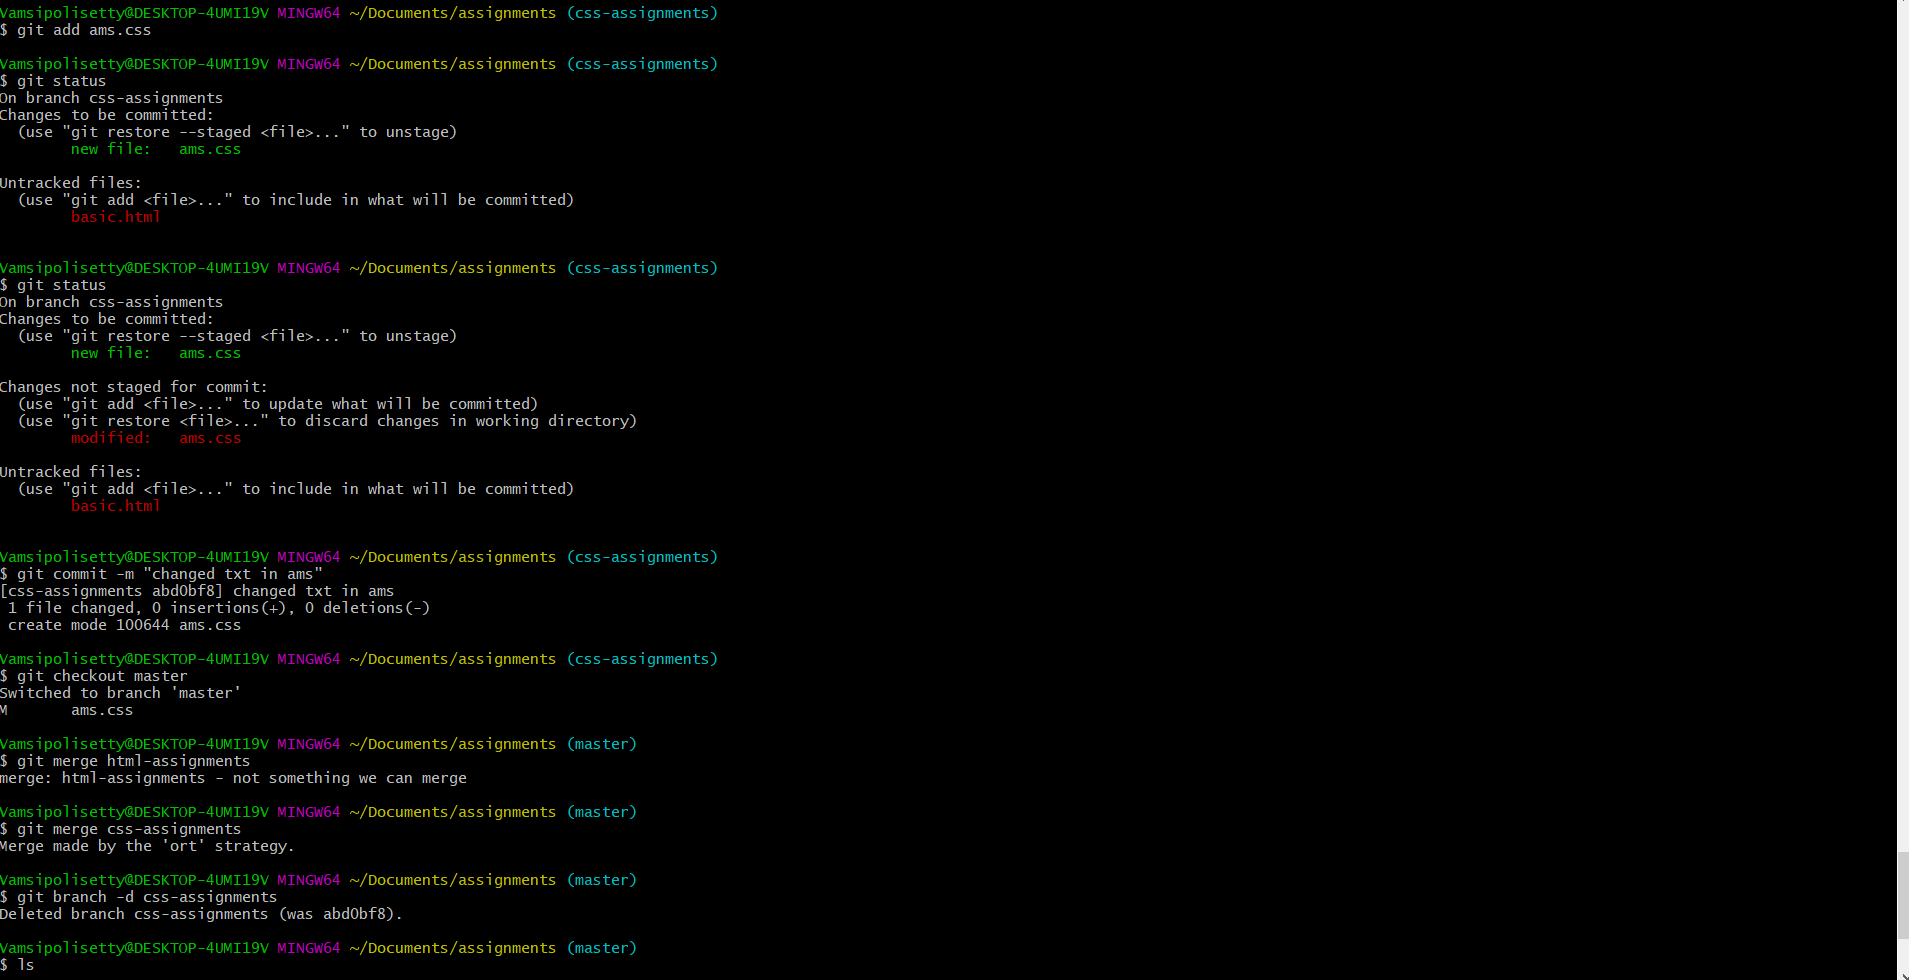 Vamsipolisetty@DESKTOP-4UMI19V MINGW64 ~/Documents/assignments (css-assignments)
$ git add ams.css
Vamsipolisetty@DESKTOP-4UMI19V MINGW64 ~/Documents/assignments (css-assignments)
$ git status
On branch css-assignments
Changes to be committed:
  (use "git restore --staged <file>..." to unstage)
        new file:   ams.css
Untracked files:
  (use "git add <file>..." to include in what will be committed)
        basic.html
Vamsipolisetty@DESKTOP-4UMI19V MINGW64 ~/Documents/assignments (css-assignments)
$ git status
On branch css-assignments
Changes to be committed:
  (use "git restore --staged <file>..." to unstage)
        new file:   ams.css
Changes not staged for commit:
  (use "git add <file>..." to update what will be committed)
  (use "git restore <file>..." to discard changes in working directory)
        modified:   ams.css
Untracked files:
  (use "git add <file>..." to include in what will be committed)
        basic.html
Vamsipolisetty@DESKTOP-4UMI19V MINGW64 ~/Documents/assignments (css-assignments)
$ git commit -m "changed txt in ams"
[css-assignments abd0bf8] changed txt in ams
 1 file changed, 0 insertions(+), 0 deletions(-)
 create mode 100644 ams.css
Vamsipolisetty@DESKTOP-4UMI19V MINGW64 ~/Documents/assignments (css-assignments)
$ git checkout master
Switched to branch 'master'
M       ams.css
Vamsipolisetty@DESKTOP-4UMI19V MINGW64 ~/Documents/assignments (master)
$ git merge html-assignments
merge: html-assignments - not something we can merge
Vamsipolisetty@DESKTOP-4UMI19V MINGW64 ~/Documents/assignments (master)
$ git merge css-assignments
Merge made by the 'ort' strategy.
Vamsipolisetty@DESKTOP-4UMI19V MINGW64 ~/Documents/assignments (master)
$ git branch -d css-assignments
Deleted branch css-assignments (was abd0bf8).
Vamsipolisetty@DESKTOP-4UMI19V MINGW64 ~/Documents/assignments (master)
$ ls